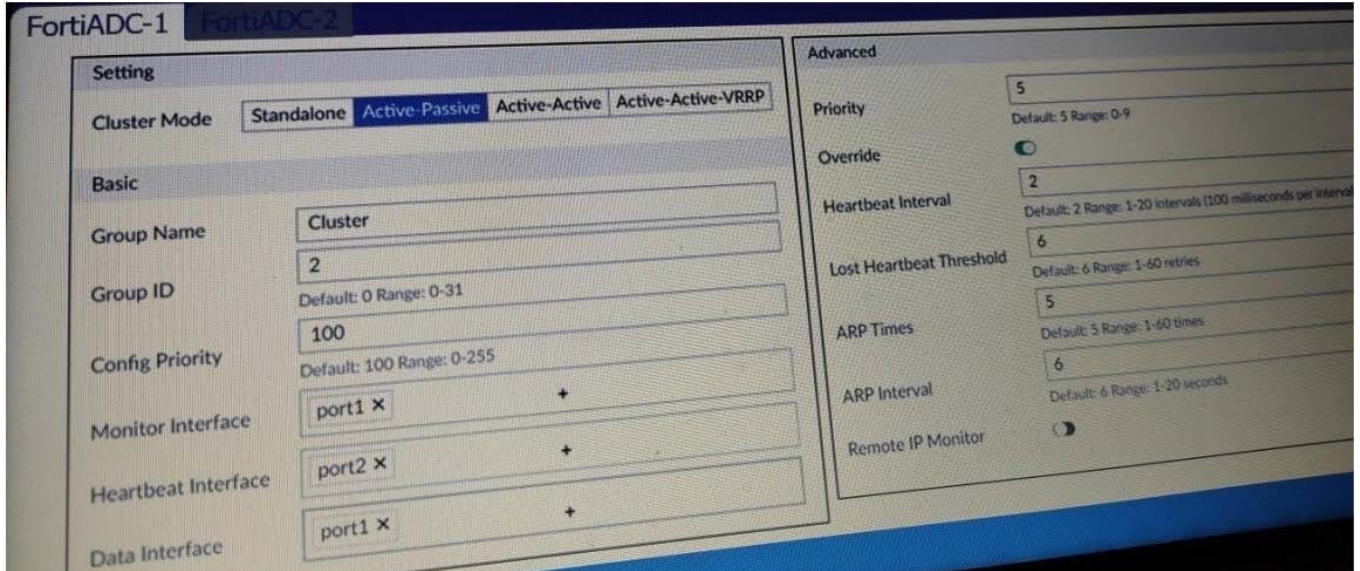 FortiADC-1 FortiADC-2
Setting
Cluster Mode Standalone Active-Passive Active-Active Active-Active-VRRP
Basic
Group Name Cluster
Group ID 2
Default: 0 Range: 0-31
Config Priority 100
Default: 100 Range: 0-255
Monitor Interface port1 × +
Heartbeat Interface port2 × +
Data Interface port1 × +
Advanced
Priority 5
Default: 5 Range: 0-9
Override
Heartbeat Interval 2
Default: 2 Range: 1-20 intervals (100 milliseconds per interval
Lost Heartbeat Threshold 6
Default: 6 Range: 1-60 retries
ARP Times 5
Default: 5 Range: 1-60 times
ARP Interval 6
Default: 6 Range: 1-20 seconds
Remote IP Monitor